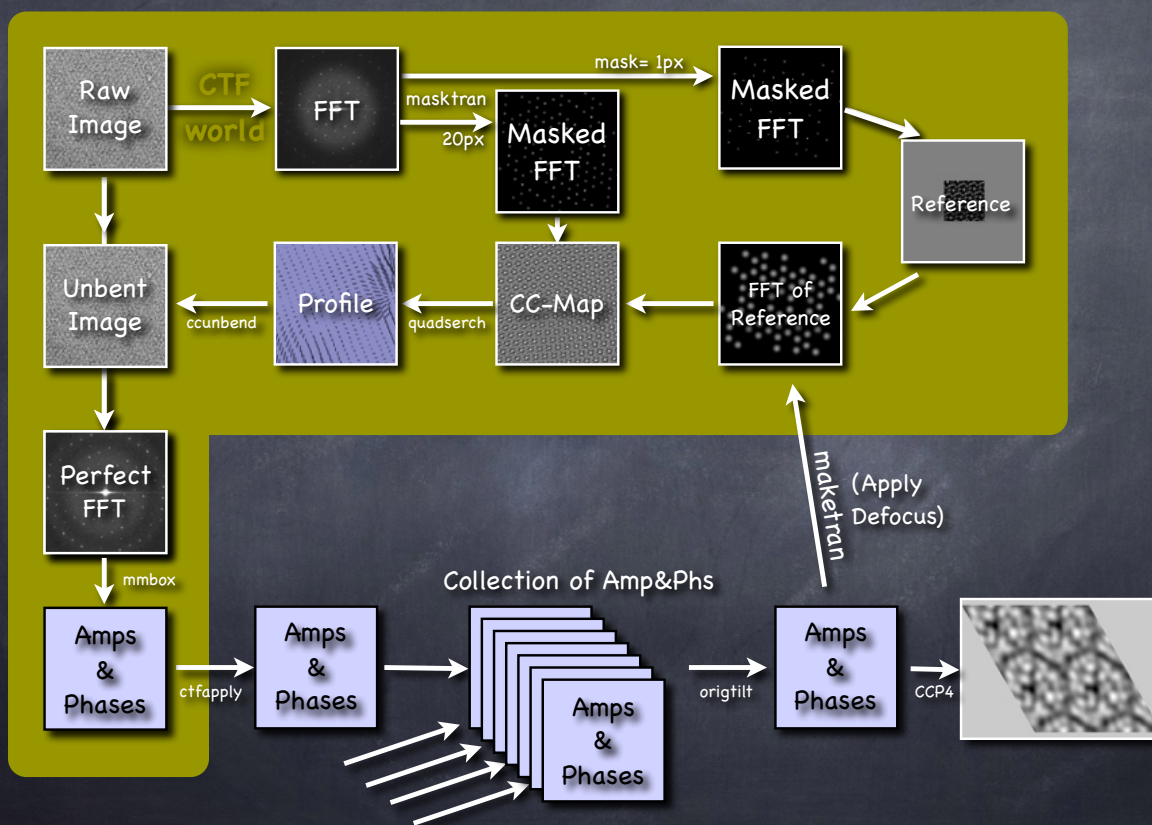 Raw
Image
CTF
world
FFT
masktran
20px
mask= 1px
Masked
FFT
Masked
FFT
Reference
Unbent
Image
ccunbend
Profile
quadserch
CC-Map
FFT of
Reference
Perfect
FFT
maketran
(Apply
Defocus)
mmbox
Collection of Amp&Phs
Amps
&
Phases
ctfapply
Amps
&
Phases
Amps
&
Phases
origtilt
Amps
&
Phases
CCP4